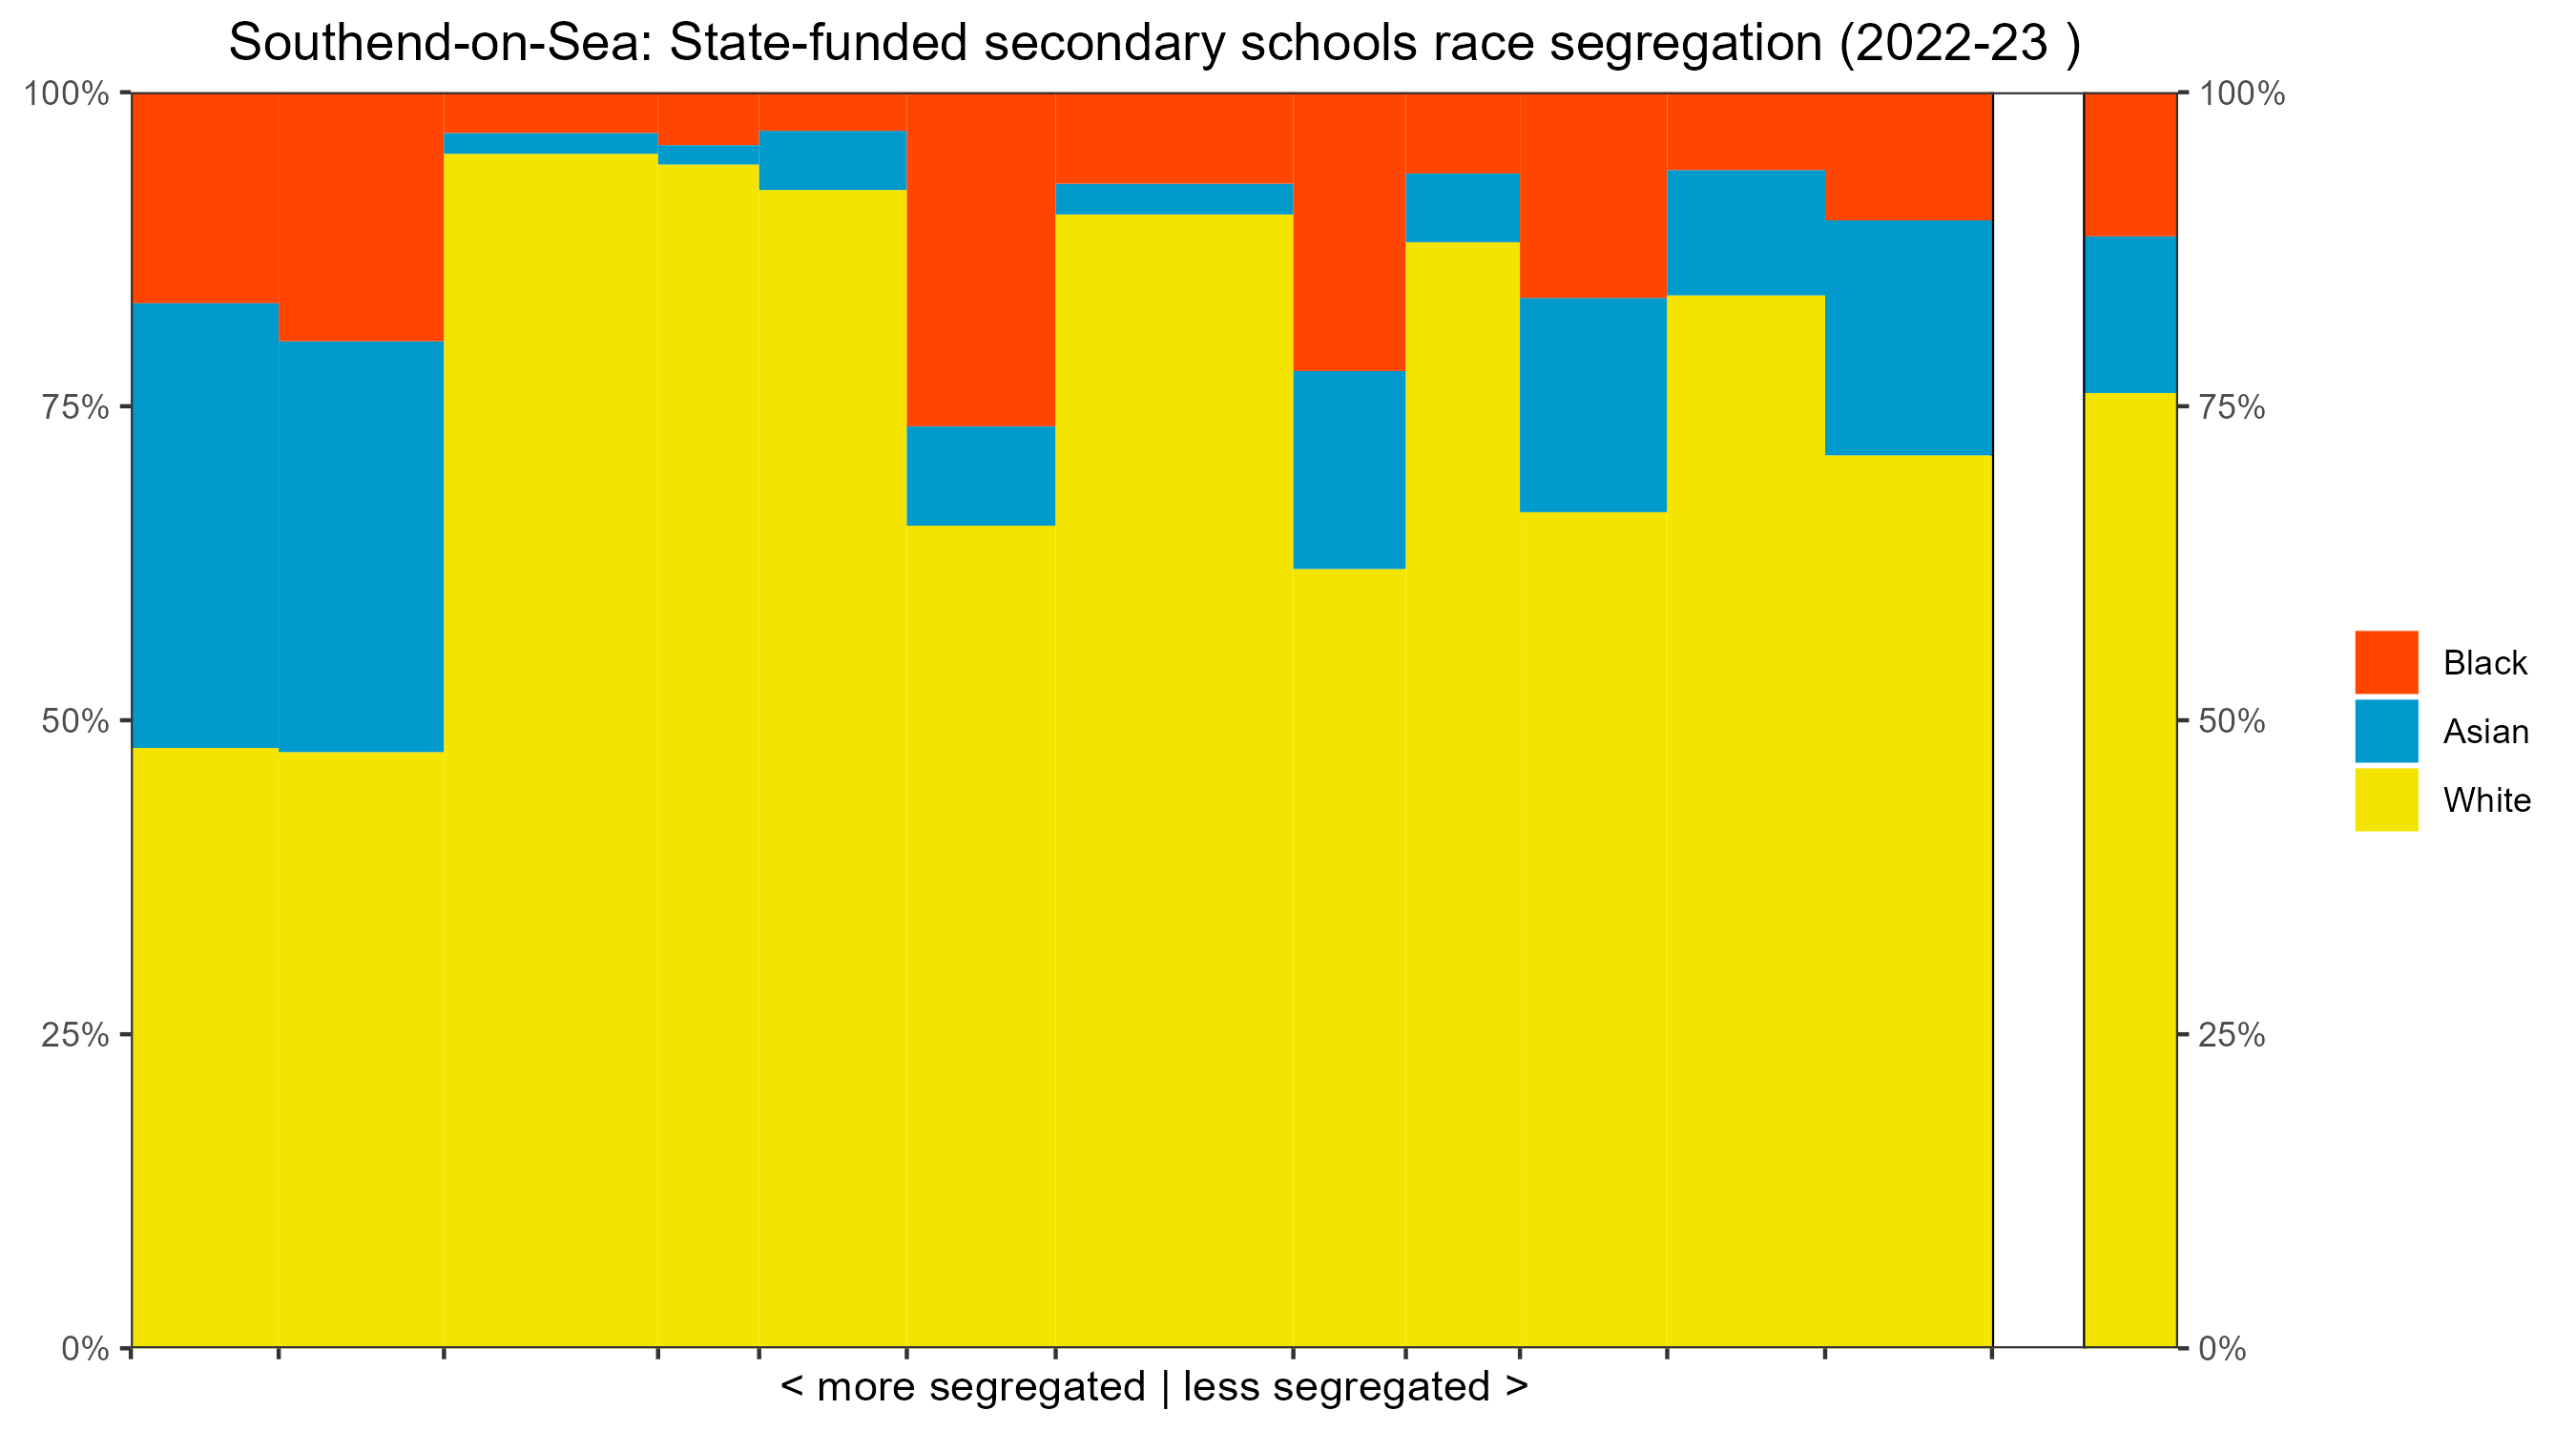 Southend-on-Sea: State-funded secondary schools race segregation (2022-23 )
100%
75%
50%
25%
0%
100%
75%
50%
25%
0%
Black
Asian
White
< more segregated | less segregated >